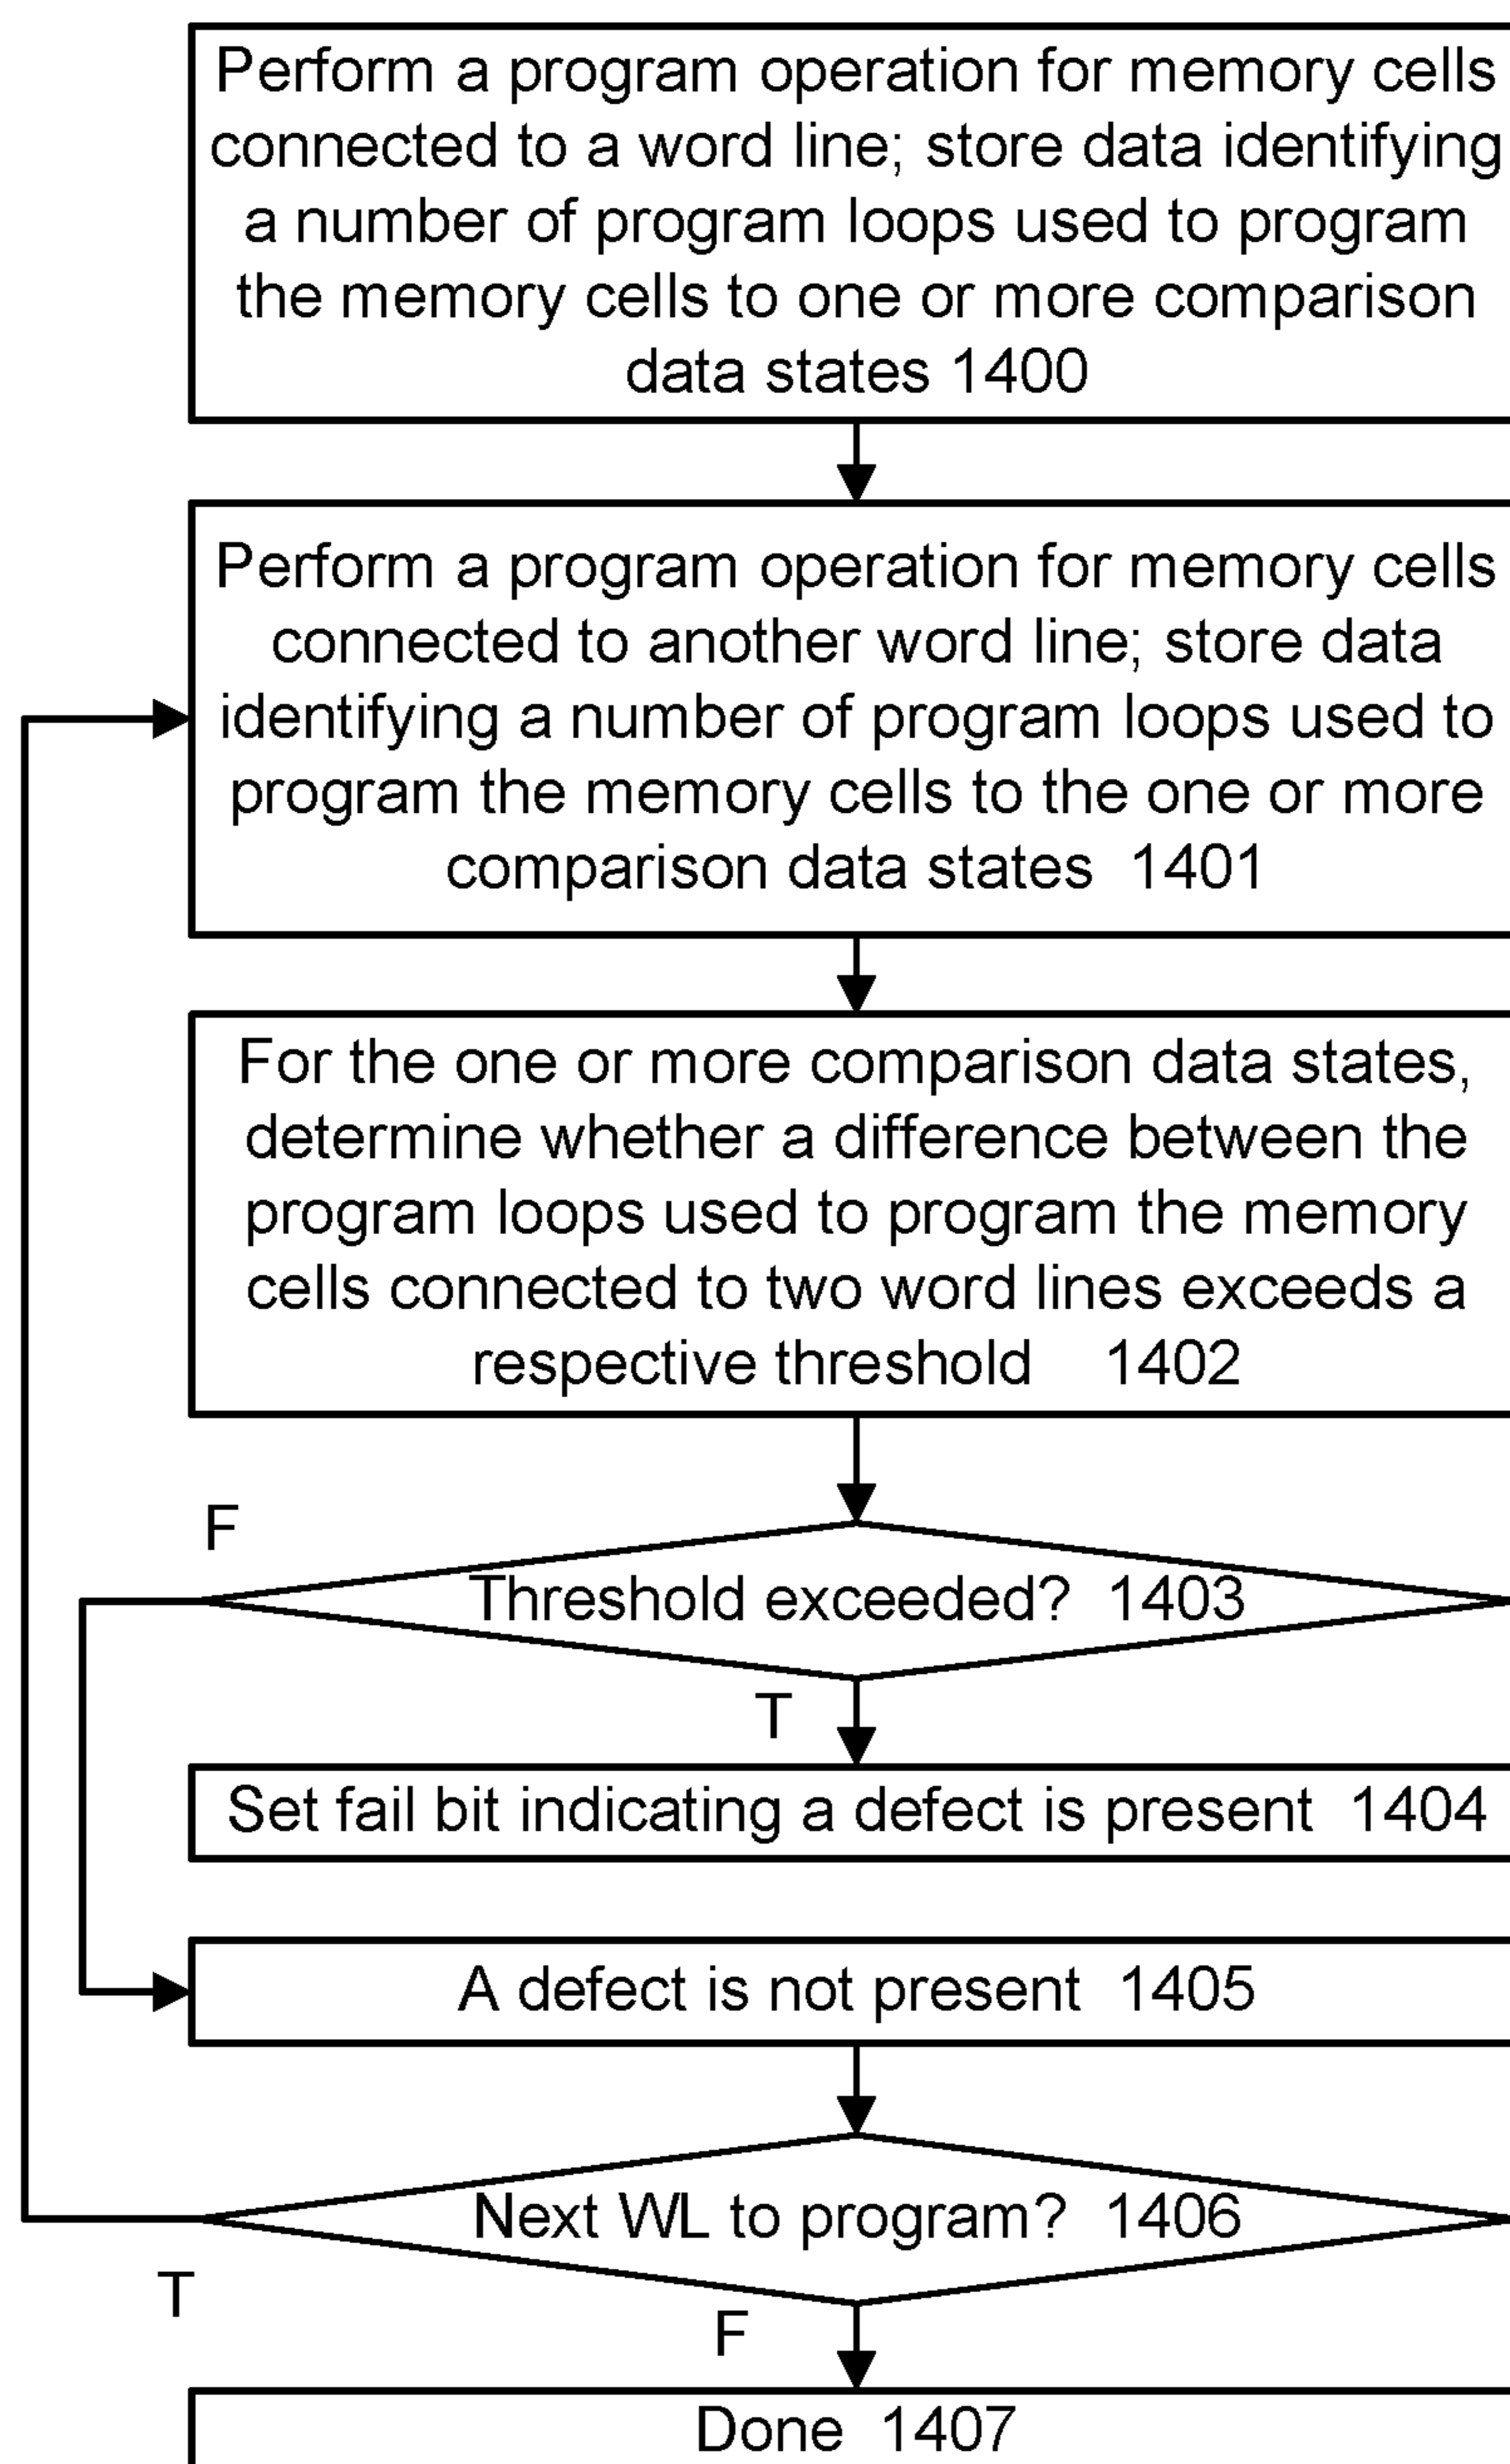 Perform a program operation for memory cells
connected to a word line; store data identifying
a number of program loops used to program
the memory cells to one or more comparison
data states 1400
Perform a program operation for memory cells
connected to another word line; store data
identifying a number of program loops used to
program the memory cells to the one or more
comparison data states 1401
For the one or more comparison data states,
determine whether a difference between the
program loops used to program the memory
cells connected to two word lines exceeds a
respective threshold 1402
F
Threshold exceeded? 1403
T
Set fail bit indicating a defect is present 1404
A defect is not present 1405
Next WL to program? 1406
T
F
Done 1407